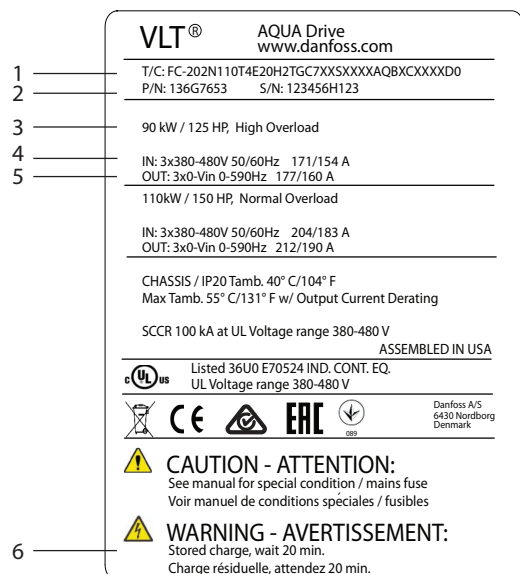 VLT® AQUA Drive
www.danfoss.com
1 T/C: FC-202N110T4E20H2TGC7XXSXXXXAQBXCXXXXD0
2 P/N: 136G7653 S/N: 123456H123
3 90 kW / 125 HP, High Overload
4 IN: 3x380-480V 50/60Hz 171/154 A
5 OUT: 3x0-Vin 0-590Hz 177/160 A
110kW / 150 HP, Normal Overload
IN: 3x380-480V 50/60Hz 204/183 A
OUT: 3x0-Vin 0-590Hz 212/190 A
CHASSIS / IP20 Tamb. 40° C/104° F
Max Tamb. 55° C/131° F w/ Output Current Derating
SCCR 100 kA at UL Voltage range 380-480 V
ASSEMBLED IN USA
c UL us Listed 36U0 E70524 IND. CONT. EQ.
UL Voltage range 380-480 V
CE EAC 089
Danfoss A/S
6430 Nordborg
Denmark
CAUTION - ATTENTION:
See manual for special condition / mains fuse
Voir manuel de conditions spéciales / fusibles
WARNING - AVERTISSEMENT:
6 Stored charge, wait 20 min.
Charge résiduelle, attendez 20 min.